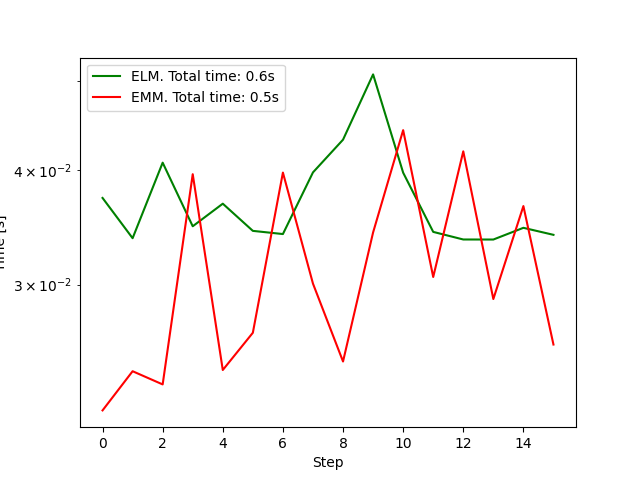 ELM. Total time: 0.6s
EMM. Total time: 0.5s
4 × 10⁻²
3 × 10⁻²
Time [s]
0 2 4 6 8 10 12 14
Step